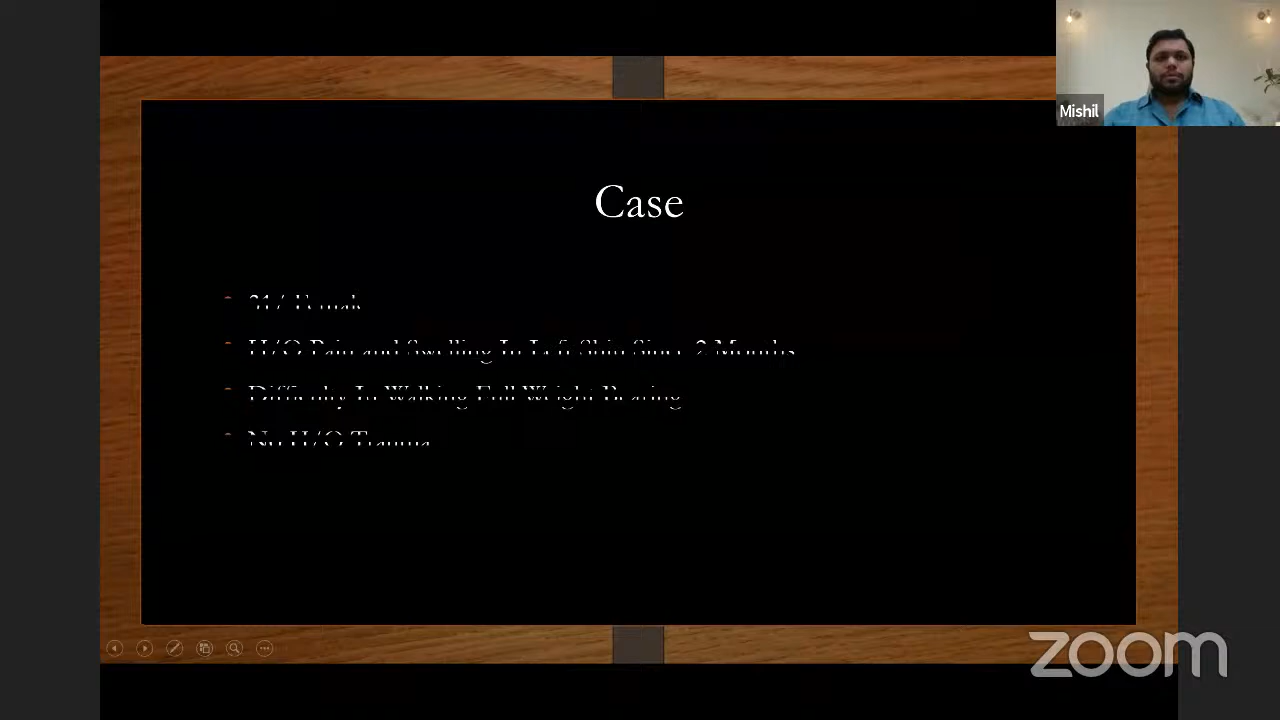 Mishil
Case
/ Female
H/O Pain and Swelling In Left Shin Since 2 Months
Difficulty In Walking Full Weight Bearing
No H/O Trauma
zoom